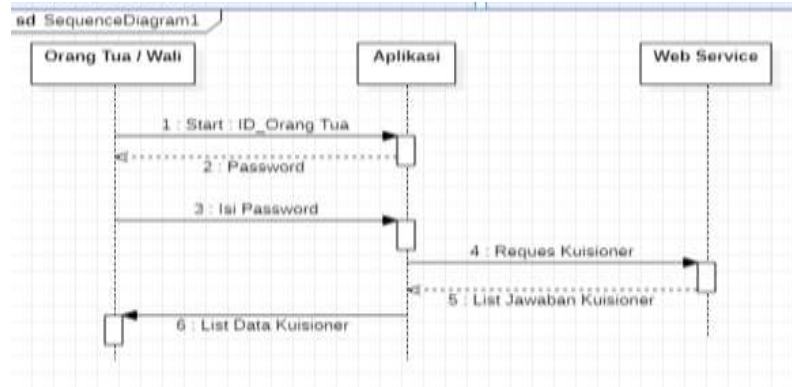 sd SequenceDiagram1
Orang Tua / Wali
Aplikasi
Web Service
1 : Start : ID_Orang Tua
2 : Password
3 : Isi Password
4 : Reques Kuisioner
5 : List Jawaban Kuisioner
6 : List Data Kuisioner